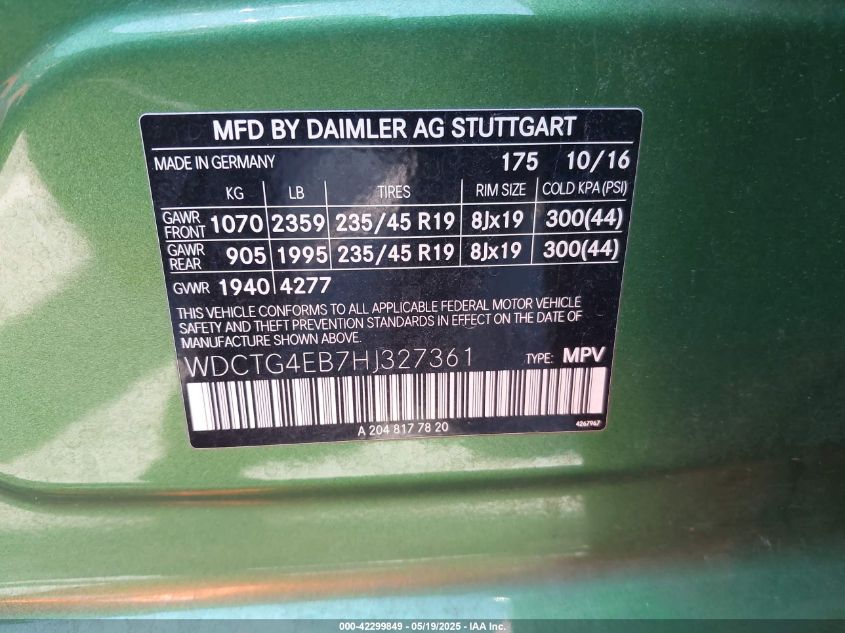 MFD BY DAIMLER AG STUTTGART
MADE IN GERMANY 175 10/16
KG LB TIRES RIM SIZE COLD KPA (PSI)
GAWR FRONT 1070 2359 235/45 R19 8Jx19 300(44)
GAWR REAR 905 1995 235/45 R19 8Jx19 300(44)
GVWR 1940 4277
THIS VEHICLE CONFORMS TO ALL APPLICABLE FEDERAL MOTOR VEHICLE
SAFETY AND THEFT PREVENTION STANDARDS IN EFFECT ON THE DATE OF
MANUFACTURE SHOWN ABOVE.
WDCTG4EB7HJ327361 TYPE: MPV
A 204 817 78 20 4267967
000-42299849 - 05/19/2025 - IAA Inc.